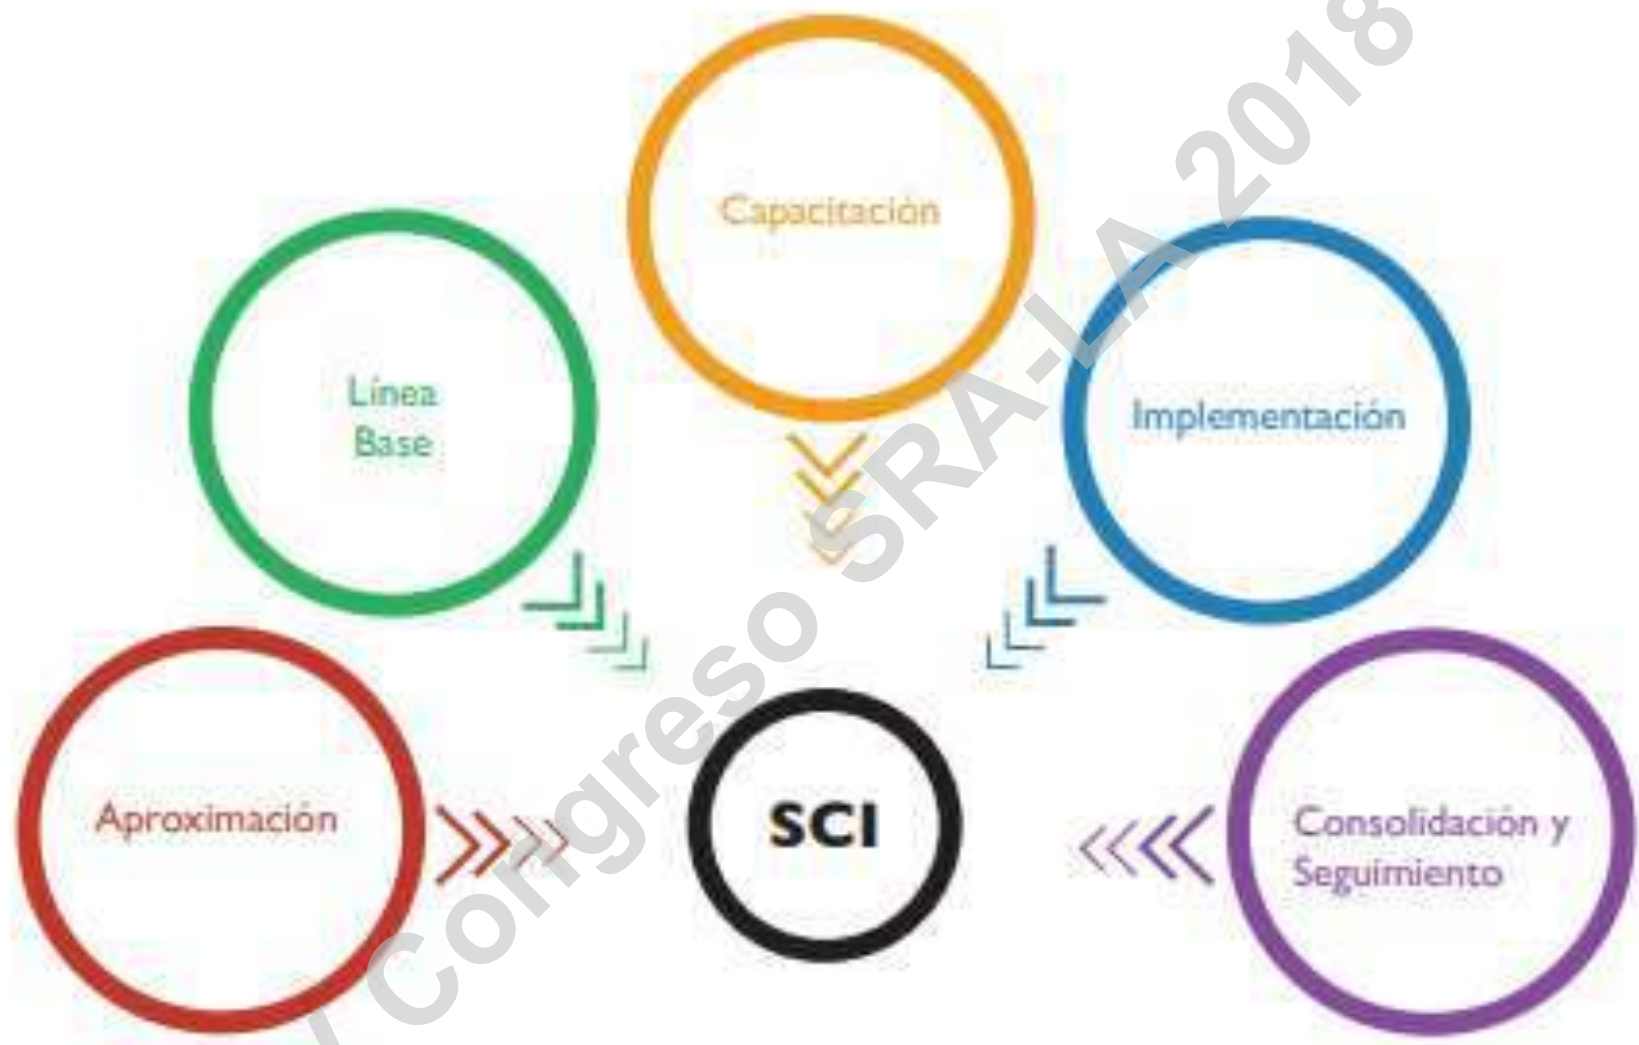 Capacitación
Línea
Base
Implementación
Aproximación
SCI
Consolidación y
Seguimiento
Congreso SRA-LA 2018